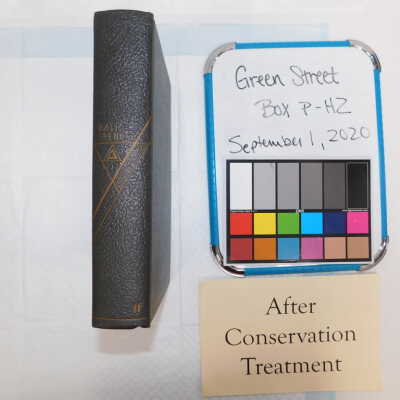 Green Street
Box P-HZ
September 1, 2020
After
Conservation
Treatment